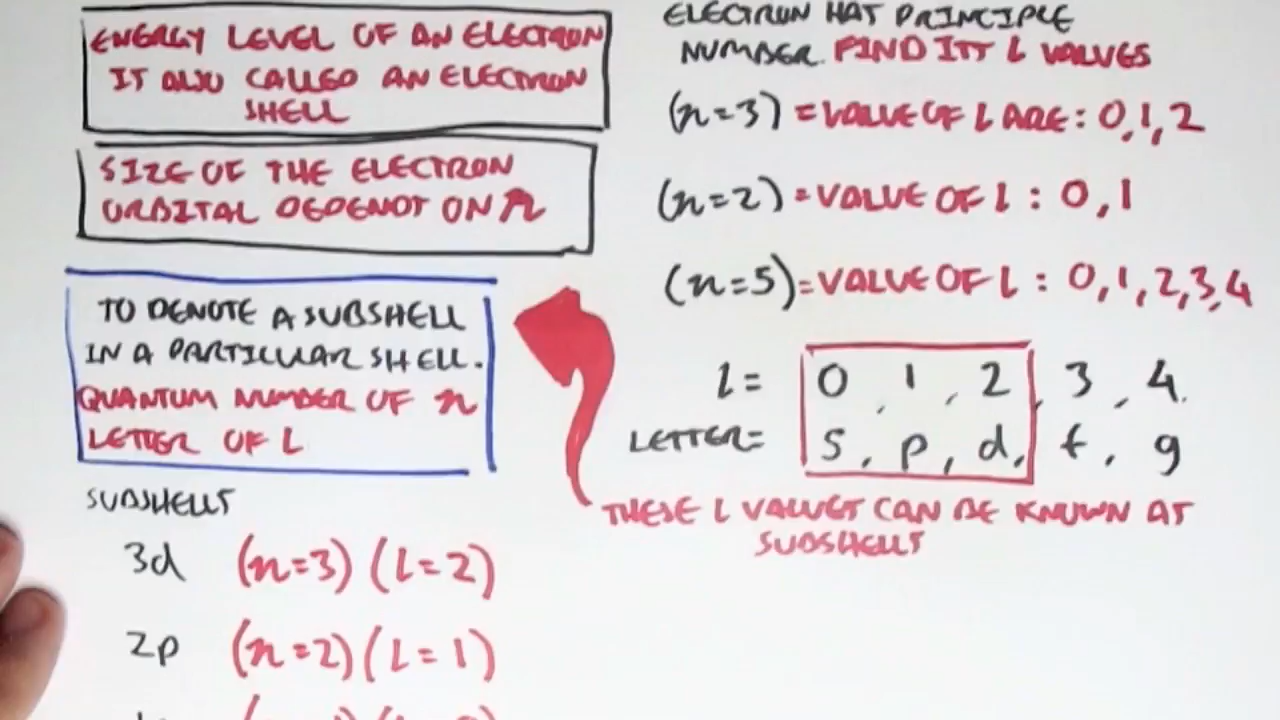 ENERGY LEVEL OF AN ELECTRON
IT ALSO CALLED AN ELECTRON
SHELL
SIZE OF THE ELECTRON
ORBITAL DEPENDT ON n
TO DENOTE A SUBSHELL
IN A PARTICULAR SHELL.
QUANTUM NUMBER OF n
LETTER OF L
SUBSHELLS
3d (n=3) (l=2)
2p (n=2) (l=1)
ELECTRON HAS PRINCIPLE
NUMBER. FIND ITS L VALUES
(n=3) = VALUE OF L ARE: 0,1,2
(n=2) = VALUE OF L : 0,1
(n=5) = VALUE OF L : 0,1,2,3,4
l= 0, 1, 2, 3, 4.
LETTER= S, p, d, f, g
THESE L VALUES CAN BE KNOWN AS
SUBSHELLS